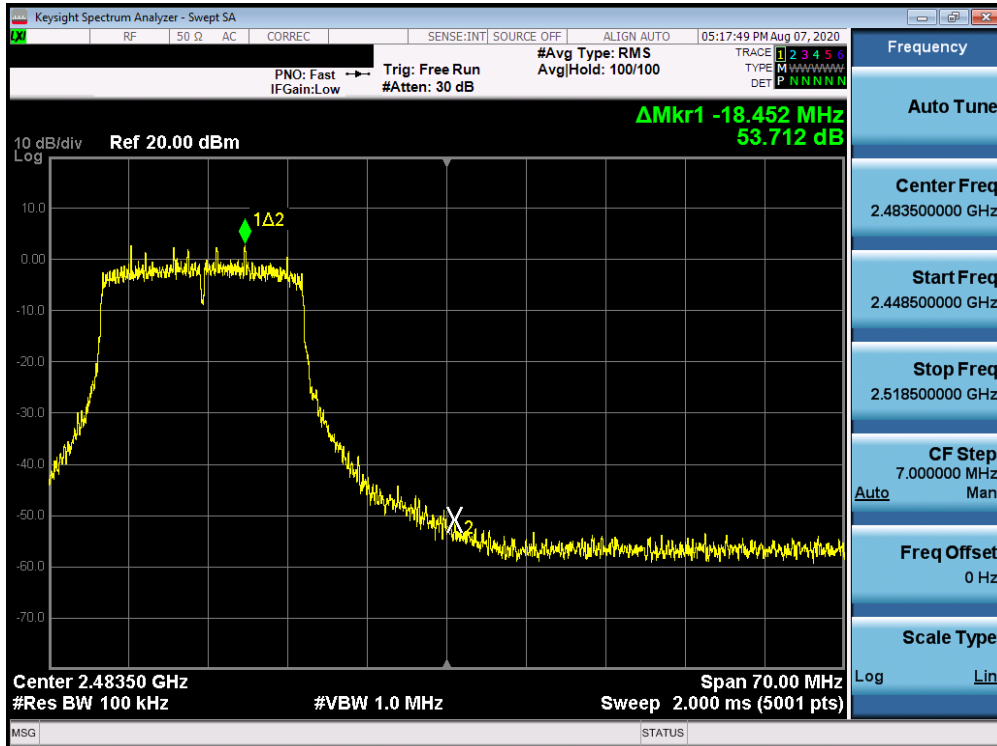 Keysight Spectrum Analyzer - Swept SA
LXI RF 50 Ω AC CORREC SENSE:INT SOURCE OFF ALIGN AUTO 05:17:49 PM Aug 07, 2020
PNO: Fast
IFGain:Low
Trig: Free Run
#Atten: 30 dB
#Avg Type: RMS
Avg|Hold: 100/100
TRACE 1 2 3 4 5 6
TYPE M W W W W W
DET P N N N N N
ΔMkr1 -18.452 MHz
53.712 dB
10 dB/div Ref 20.00 dBm
Log
10.0
0.00
-10.0
-20.0
-30.0
-40.0
-50.0
-60.0
-70.0
1Δ2
X2
Center 2.48350 GHz Span 70.00 MHz
#Res BW 100 kHz #VBW 1.0 MHz Sweep 2.000 ms (5001 pts)
MSG STATUS
Frequency
Auto Tune
Center Freq
2.483500000 GHz
Start Freq
2.448500000 GHz
Stop Freq
2.518500000 GHz
CF Step
7.000000 MHz
Auto Man
Freq Offset
0 Hz
Scale Type
Log Lin